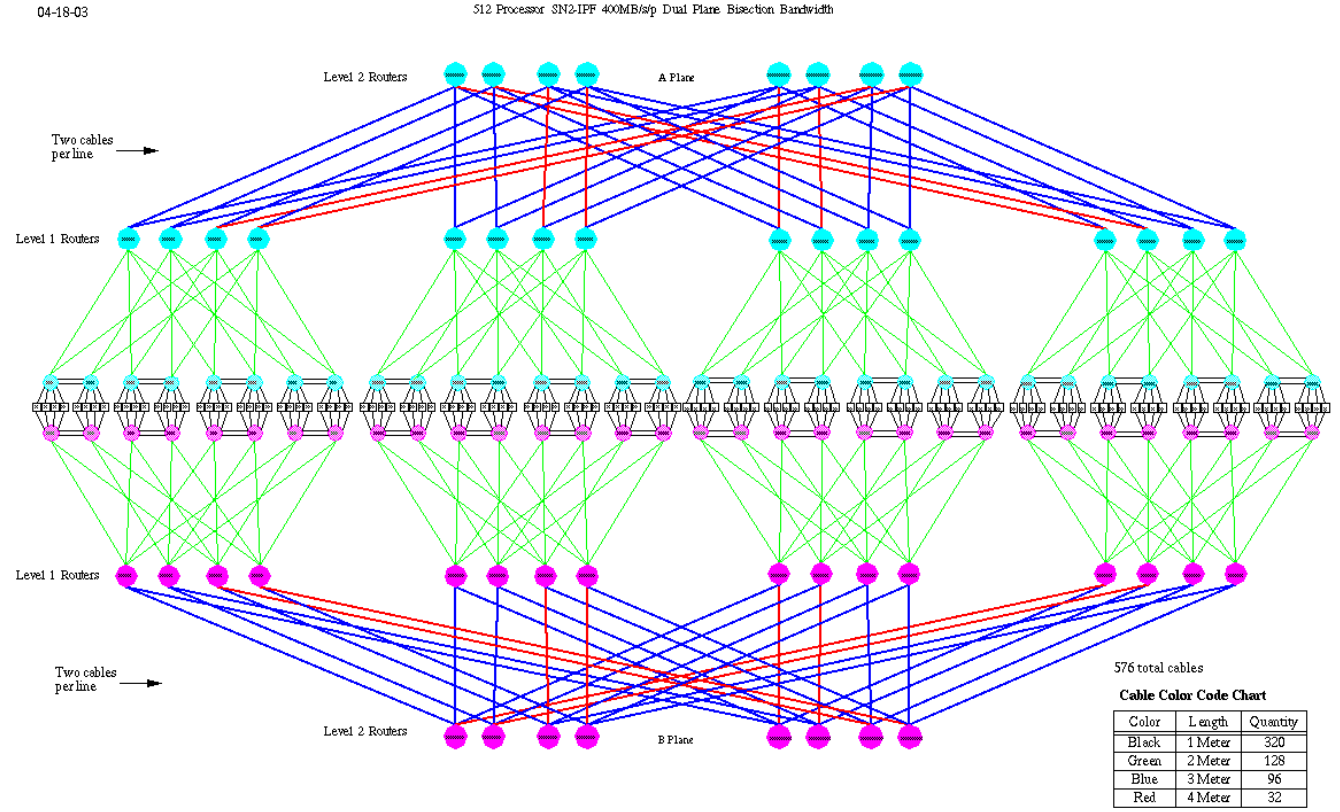 04-18-03
512 Processor SN2-IPF 400MB/s/p Dual Plane Bisection Bandwidth
Level 2 Routers
A Plane
Two cables
per line
Level 1 Routers
Level 1 Routers
Two cables
per line
Level 2 Routers
B Plane
576 total cables
Cable Color Code Chart
Color Length Quantity
Black 1 Meter 320
Green 2 Meter 128
Blue 3 Meter 96
Red 4 Meter 32